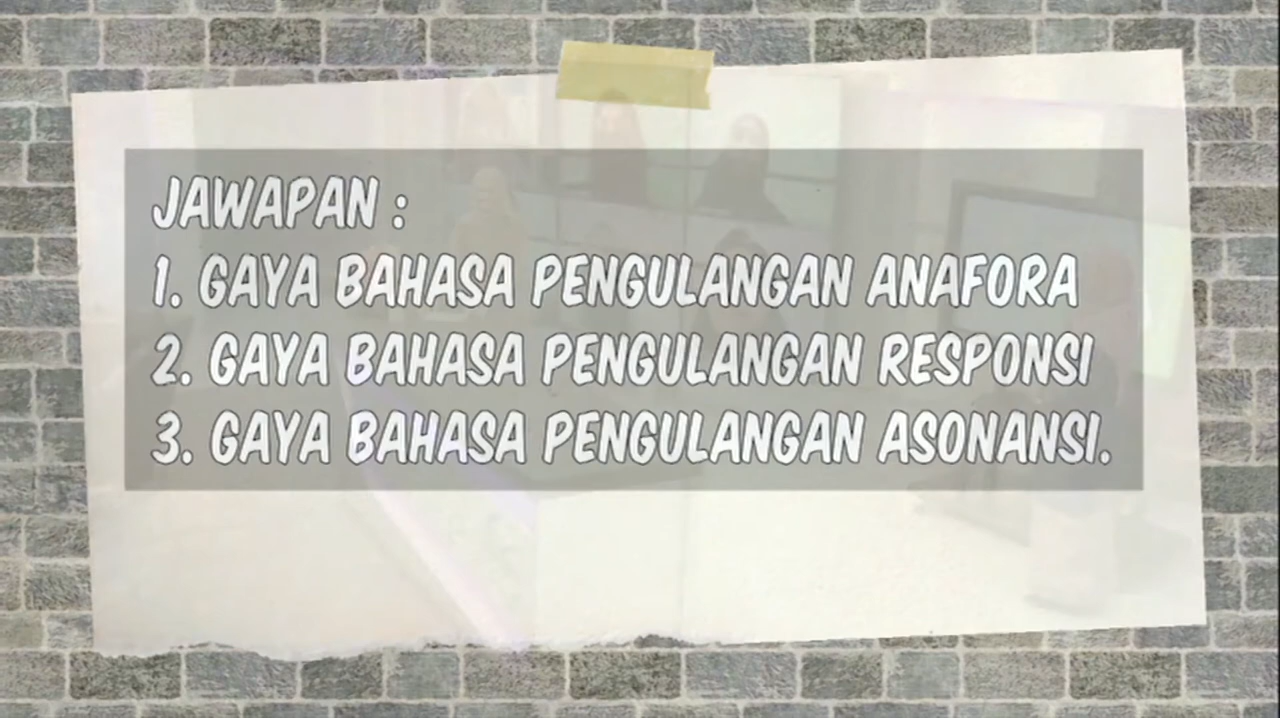 JAWAPAN :
1. GAYA BAHASA PENGULANGAN ANAFORA
2. GAYA BAHASA PENGULANGAN RESPONSI
3. GAYA BAHASA PENGULANGAN ASONANSI.